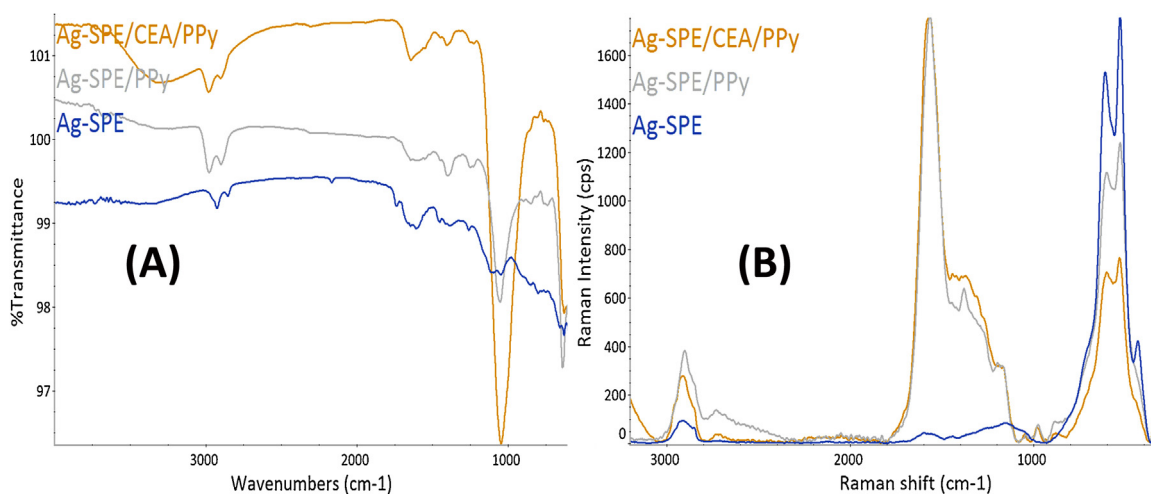 Ag-SPE/CEA/PPy
Ag-SPE/PPy
Ag-SPE
(A)
%Transmittance
101
100
99
98
97
3000
2000
1000
Wavenumbers (cm-1)
Ag-SPE/CEA/PPy
Ag-SPE/PPy
Ag-SPE
(B)
Raman Intensity (cps)
1600
1400
1200
1000
800
600
400
200
0
3000
2000
1000
Raman shift (cm-1)